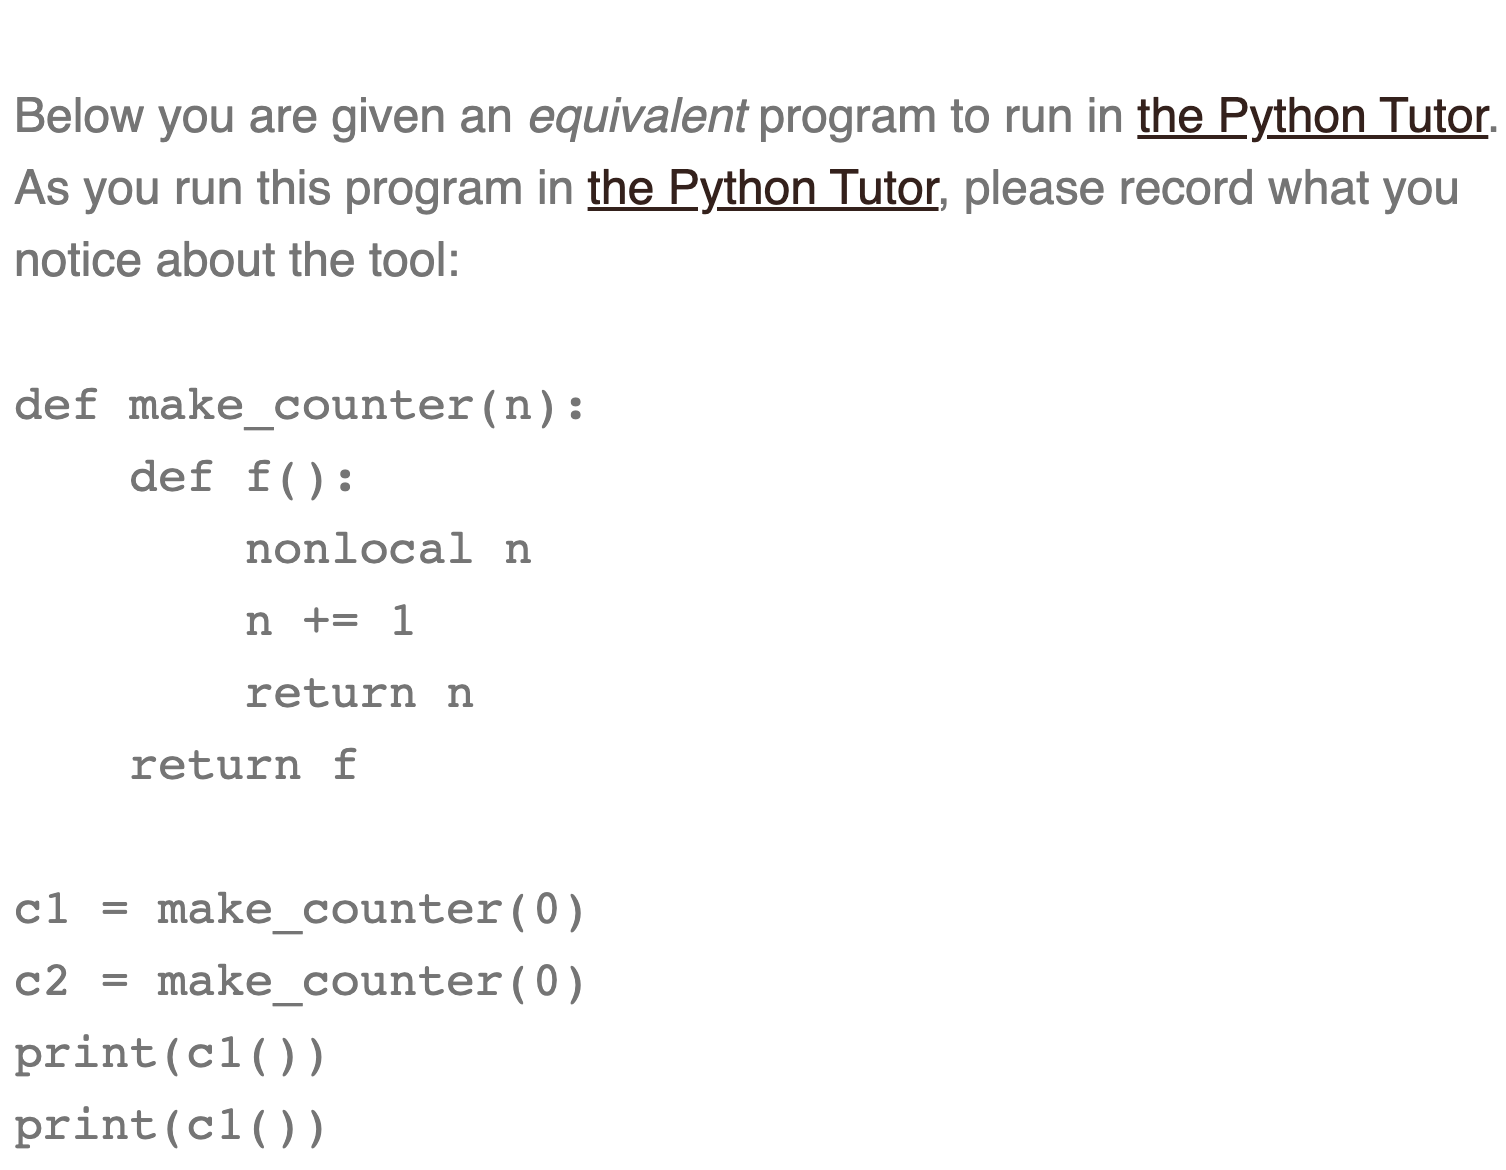 Below you are given an equivalent program to run in the Python Tutor.
As you run this program in the Python Tutor, please record what you
notice about the tool:
def make_counter(n):
    def f():
        nonlocal n
        n += 1
        return n
    return f
c1 = make_counter(0)
c2 = make_counter(0)
print(c1())
print(c1())